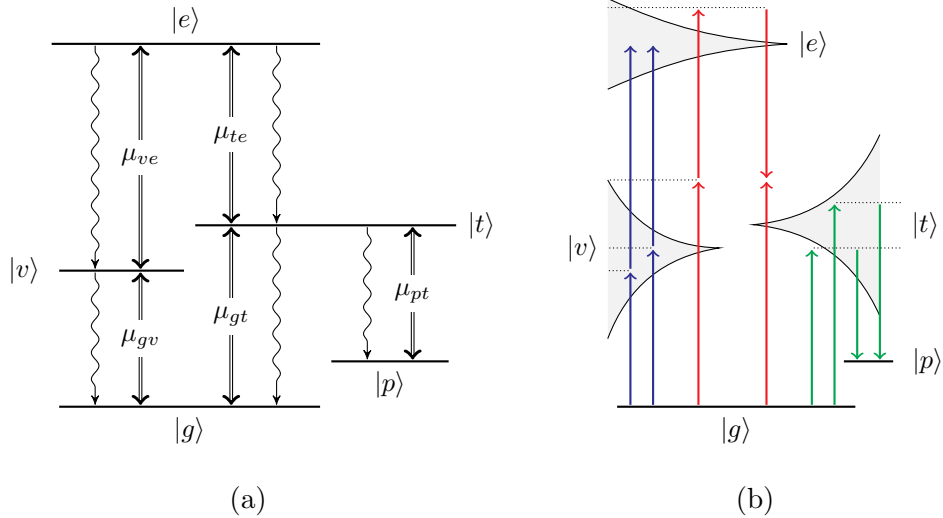 |e⟩
|e⟩
μ_ve
μ_te
|t⟩
|t⟩
|v⟩
|v⟩
μ_gv
μ_gt
μ_pt
|p⟩
|p⟩
|g⟩
|g⟩
(a)
(b)